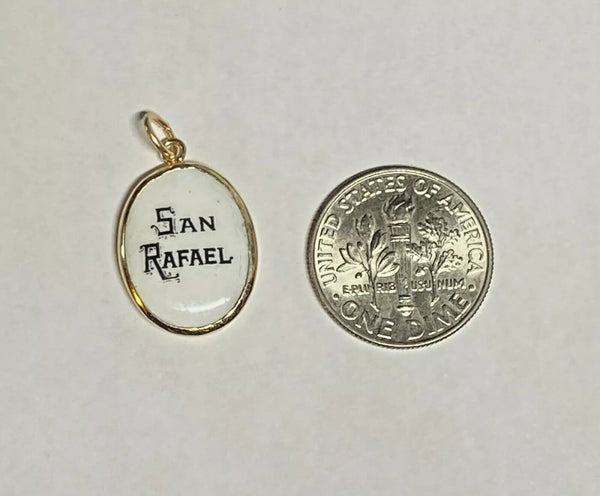 SAN
RAFAEL
UNITED STATES OF AMERICA
E·PLURIBUS·UNUM·
·ONE DIME·